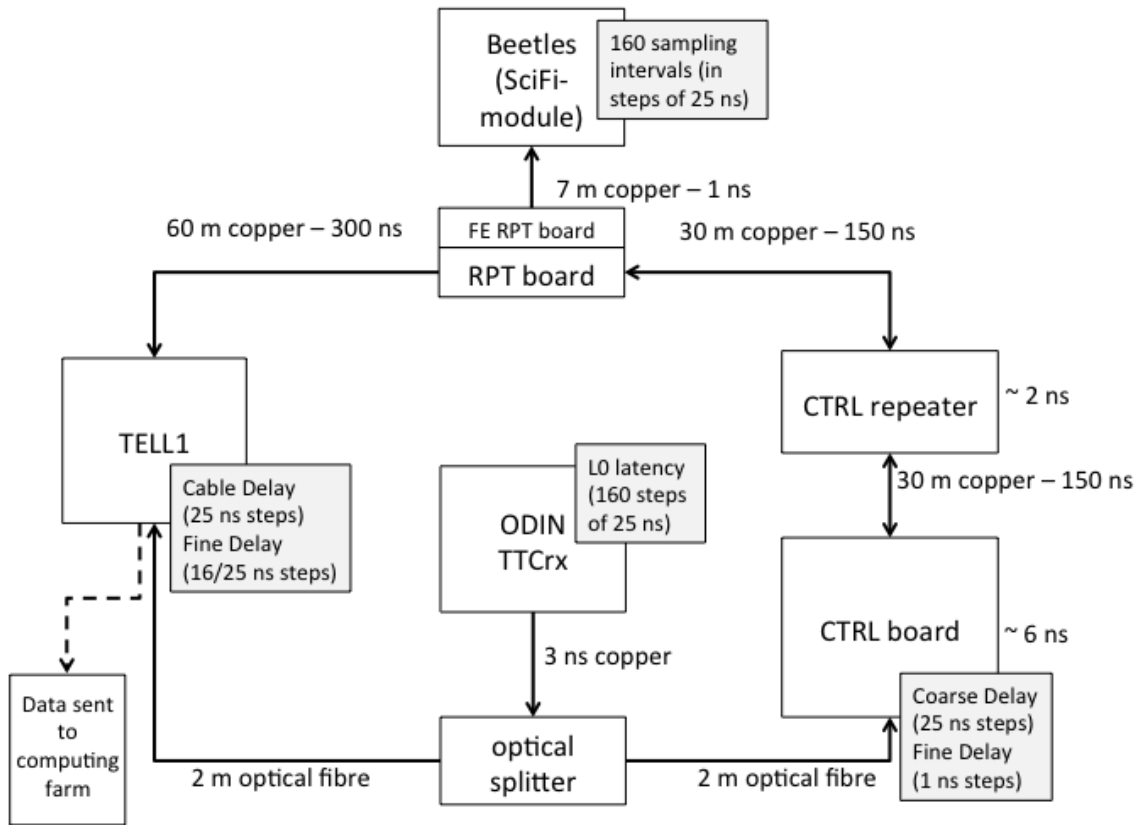 Beetles
(SciFi-
module)
160 sampling
intervals (in
steps of 25 ns)
7 m copper – 1 ns
60 m copper – 300 ns
FE RPT board
RPT board
30 m copper – 150 ns
TELL1
Cable Delay
(25 ns steps)
Fine Delay
(16/25 ns steps)
ODIN
TTCrx
L0 latency
(160 steps
of 25 ns)
CTRL repeater
~ 2 ns
30 m copper – 150 ns
CTRL board
~ 6 ns
Coarse Delay
(25 ns steps)
Fine Delay
(1 ns steps)
3 ns copper
Data sent
to
computing
farm
2 m optical fibre
optical
splitter
2 m optical fibre